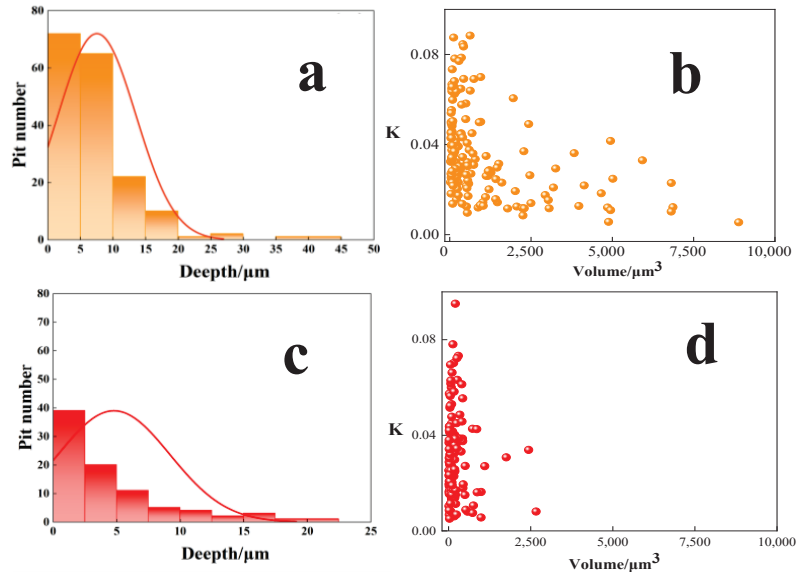 80
60
40
20
0
Pit number
0 5 10 15 20 25 30 35 40 45 50
Deepth/μm
a
0.08
0.04
0.00
K
0 2,500 5,000 7,500 10,000
Volume/μm³
b
80
70
60
50
40
30
20
10
0
Pit number
0 5 10 15 20 25
Deepth/μm
c
0.08
0.04
0.00
K
0 2,500 5,000 7,500 10,000
Volume/μm³
d